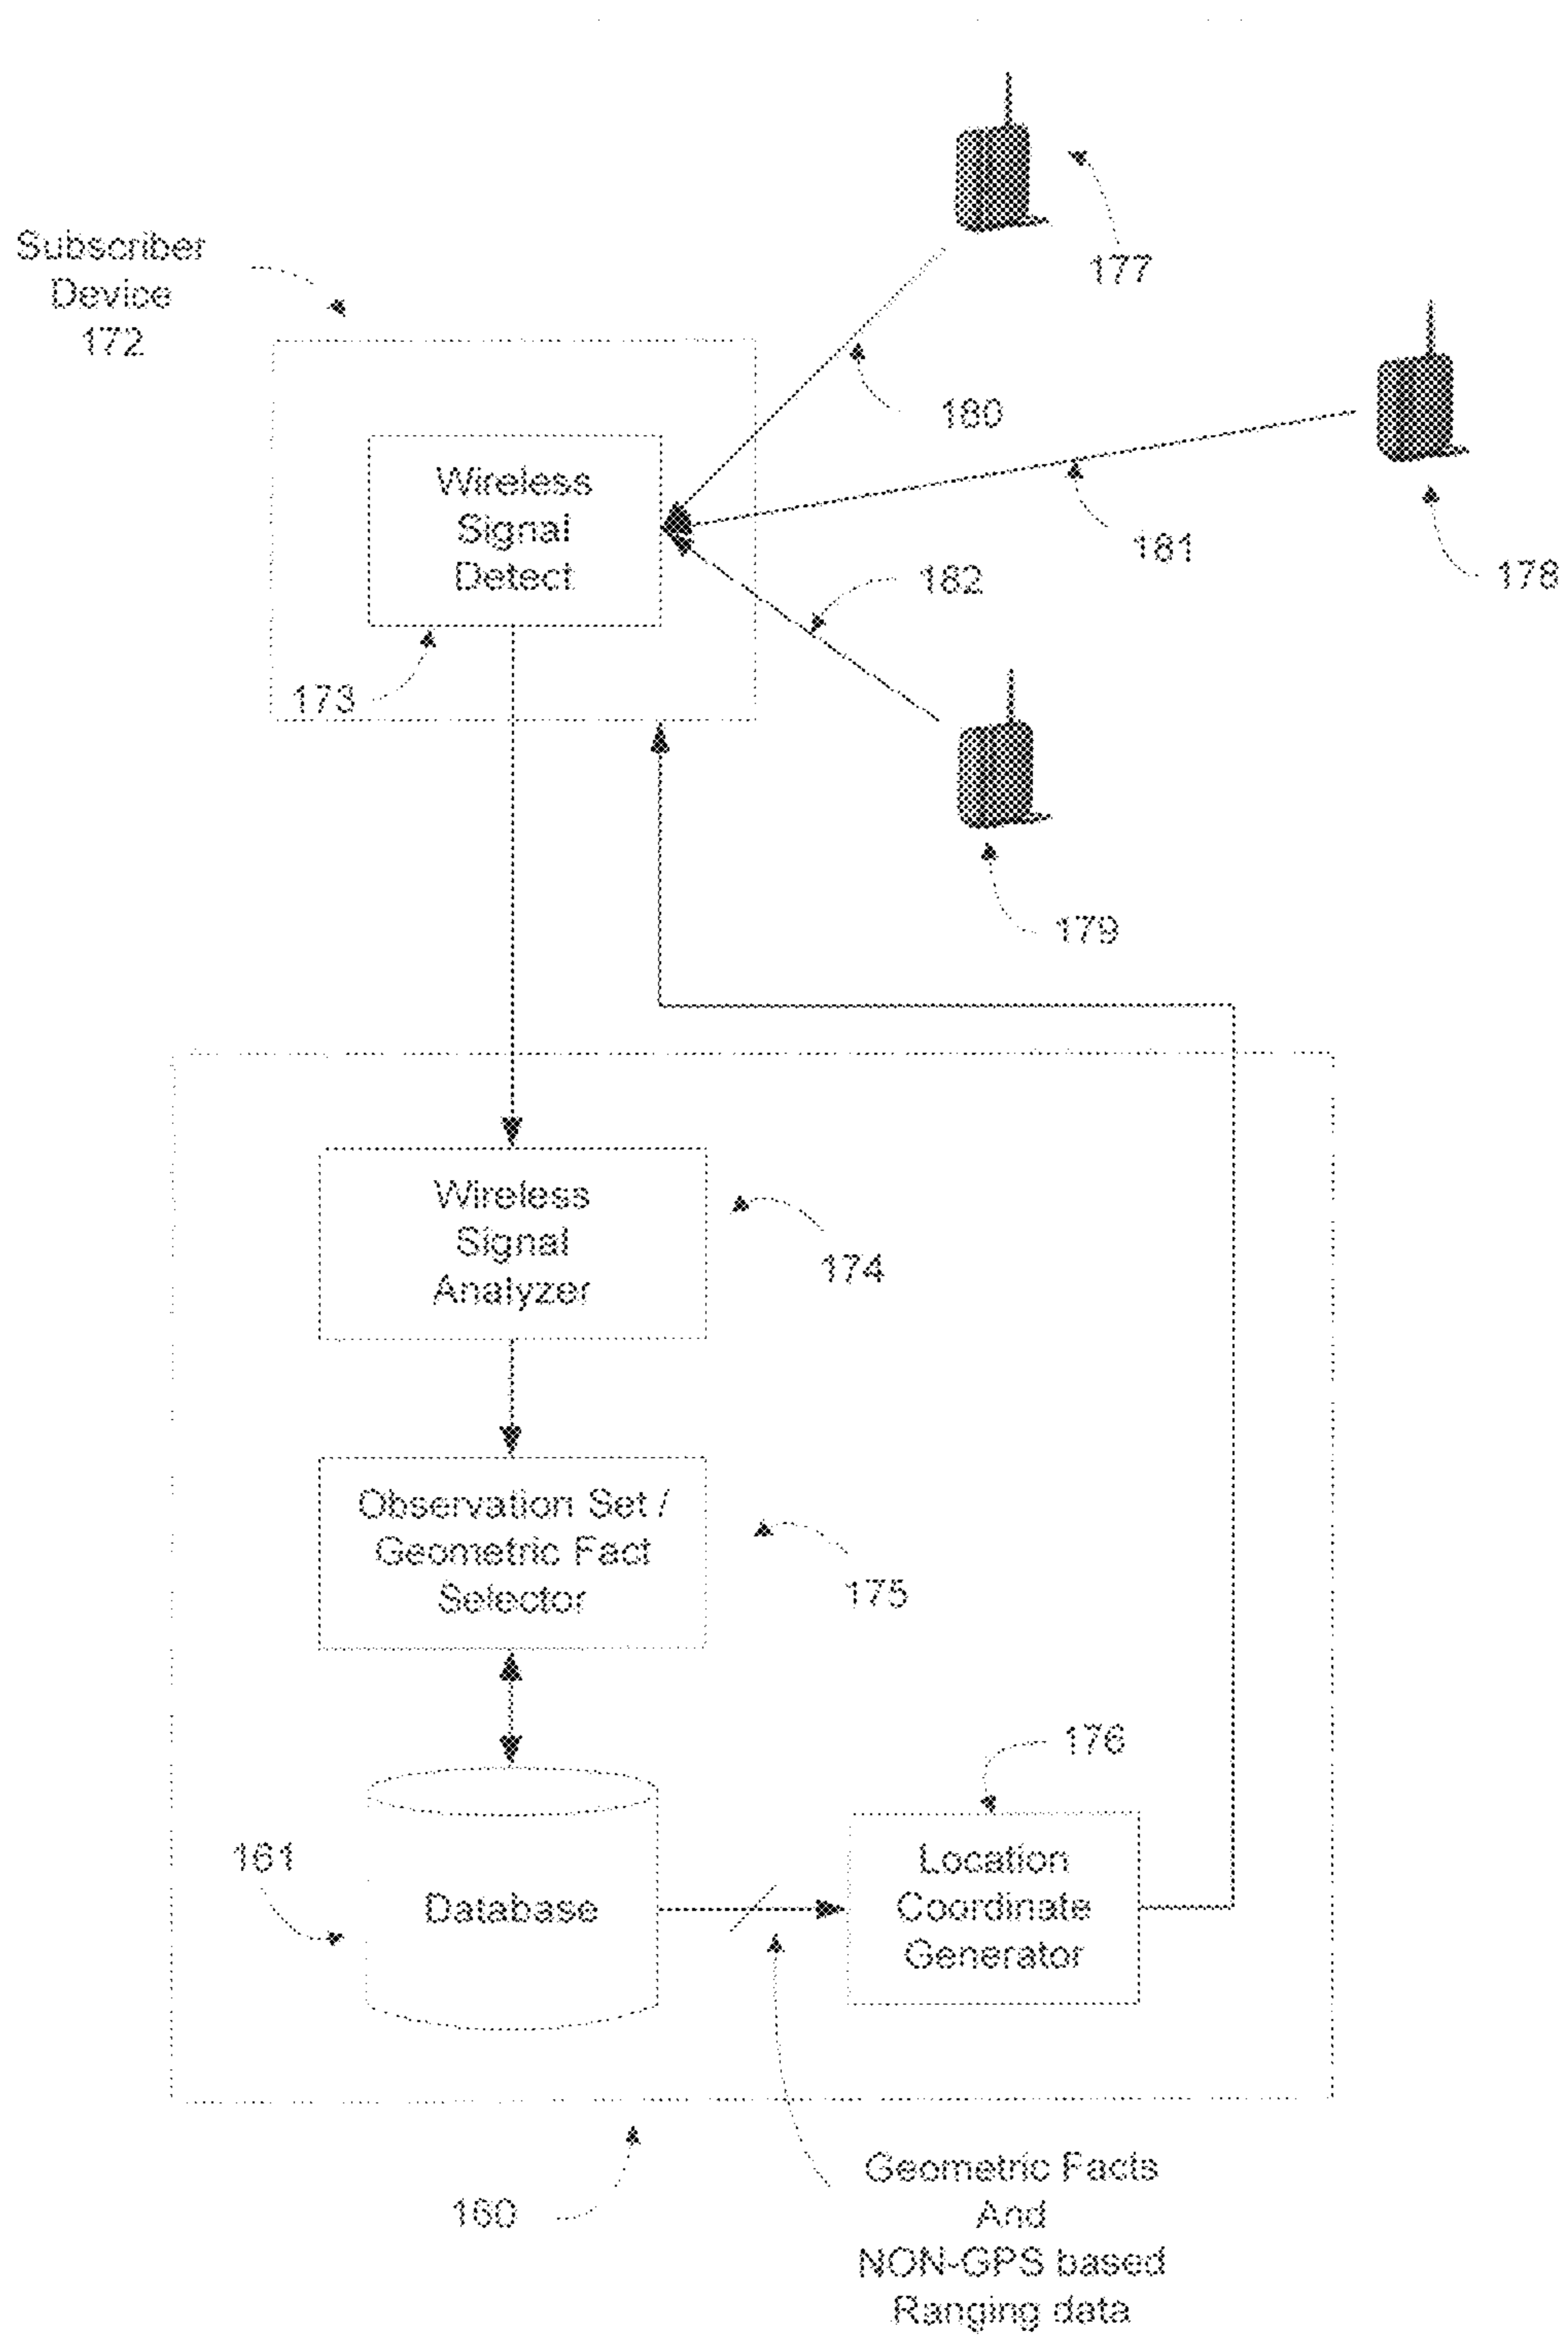 177
Subscriber
Device
172
180
Wireless
Signal
Detect
181
178
182
173
179
Wireless
Signal
Analyzer
174
Observation Set /
Geometric Fact
Selector
175
176
161
Database
Location
Coordinate
Generator
160
Geometric Facts
And
NON-GPS based
Ranging data